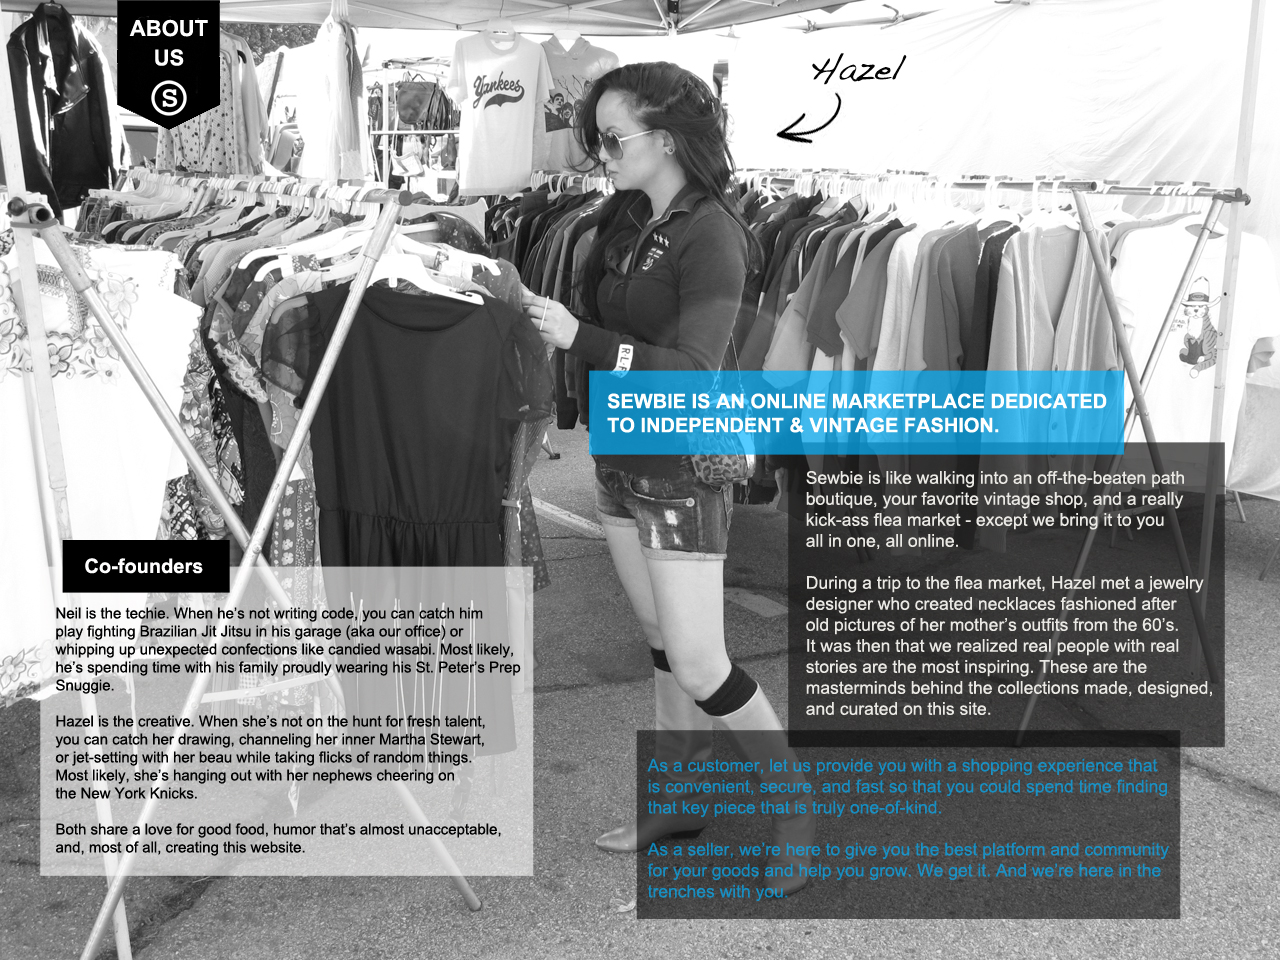 ABOUT
US
S
Hazel
Yankees
R L-P
SEWBIE IS AN ONLINE MARKETPLACE DEDICATED
TO INDEPENDENT & VINTAGE FASHION.
Sewbie is like walking into an off-the-beaten path
boutique, your favorite vintage shop, and a really
kick-ass flea market - except we bring it to you
all in one, all online.
During a trip to the flea market, Hazel met a jewelry
designer who created necklaces fashioned after
old pictures of her mother's outfits from the 60's.
It was then that we realized real people with real
stories are the most inspiring. These are the
masterminds behind the collections made, designed,
and curated on this site.
Co-founders
Neil is the techie. When he's not writing code, you can catch him
play fighting Brazilian Jit Jitsu in his garage (aka our office) or
whipping up unexpected confections like candied wasabi. Most likely,
he's spending time with his family proudly wearing his St. Peter's Prep
Snuggie.
Hazel is the creative. When she's not on the hunt for fresh talent,
you can catch her drawing, channeling her inner Martha Stewart,
or jet-setting with her beau while taking flicks of random things.
Most likely, she's hanging out with her nephews cheering on
the New York Knicks.
Both share a love for good food, humor that's almost unacceptable,
and, most of all, creating this website.
As a customer, let us provide you with a shopping experience that
is convenient, secure, and fast so that you could spend time finding
that key piece that is truly one-of-kind.
As a seller, we're here to give you the best platform and community
for your goods and help you grow. We get it. And we're here in the
trenches with you.